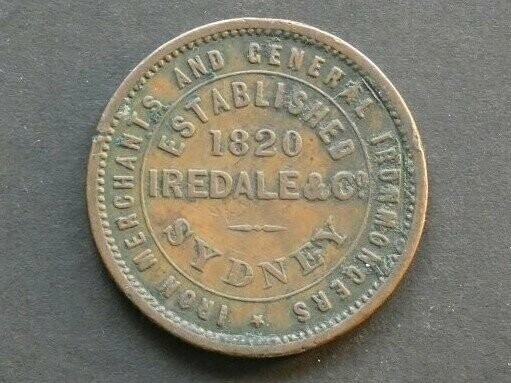 IRON MERCHANTS AND GENERAL IRONMONGERS
ESTABLISHED
1820
IREDALE & Co.
SYDNEY